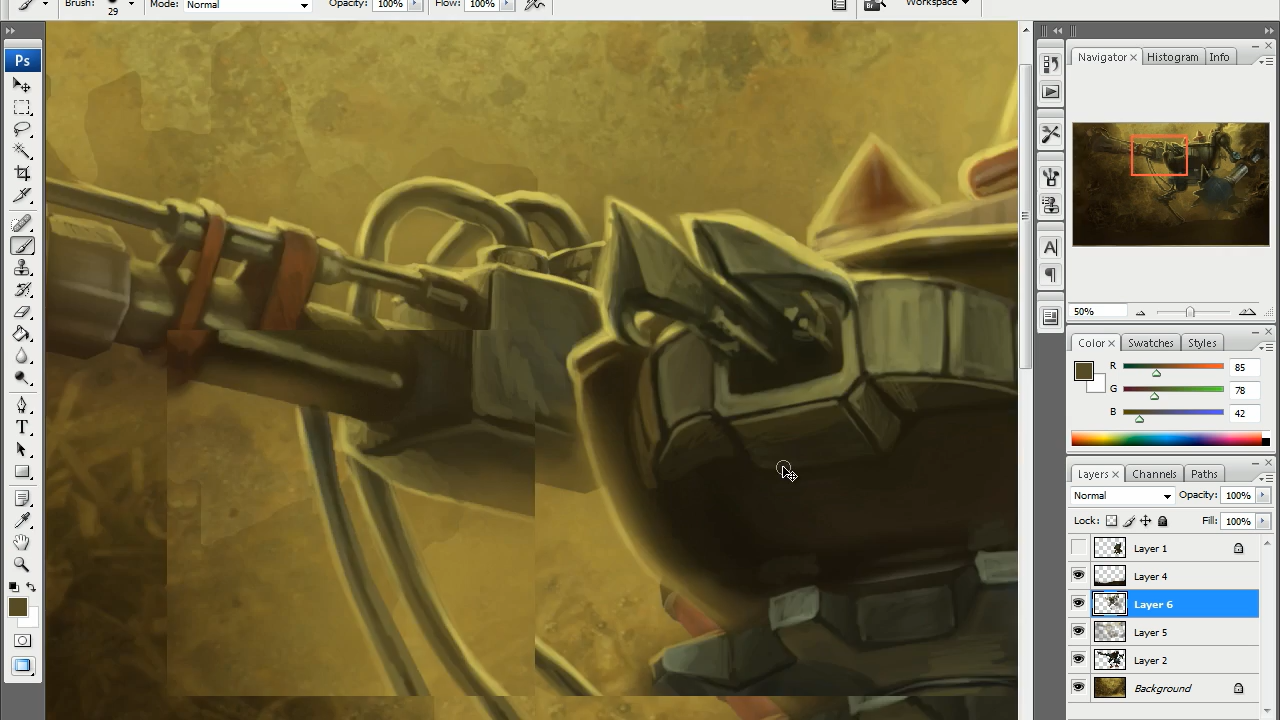 Brush: 29 Mode: Normal Opacity: 100% Flow: 100% Br Workspace
Ps
Navigator × Histogram Info
50%
Color × Swatches Styles
R 85
G 78
B 42
Layers × Channels Paths
Normal Opacity: 100%
Lock: Fill: 100%
Layer 1
Layer 4
Layer 6
Layer 5
Layer 2
Background
T
A
¶